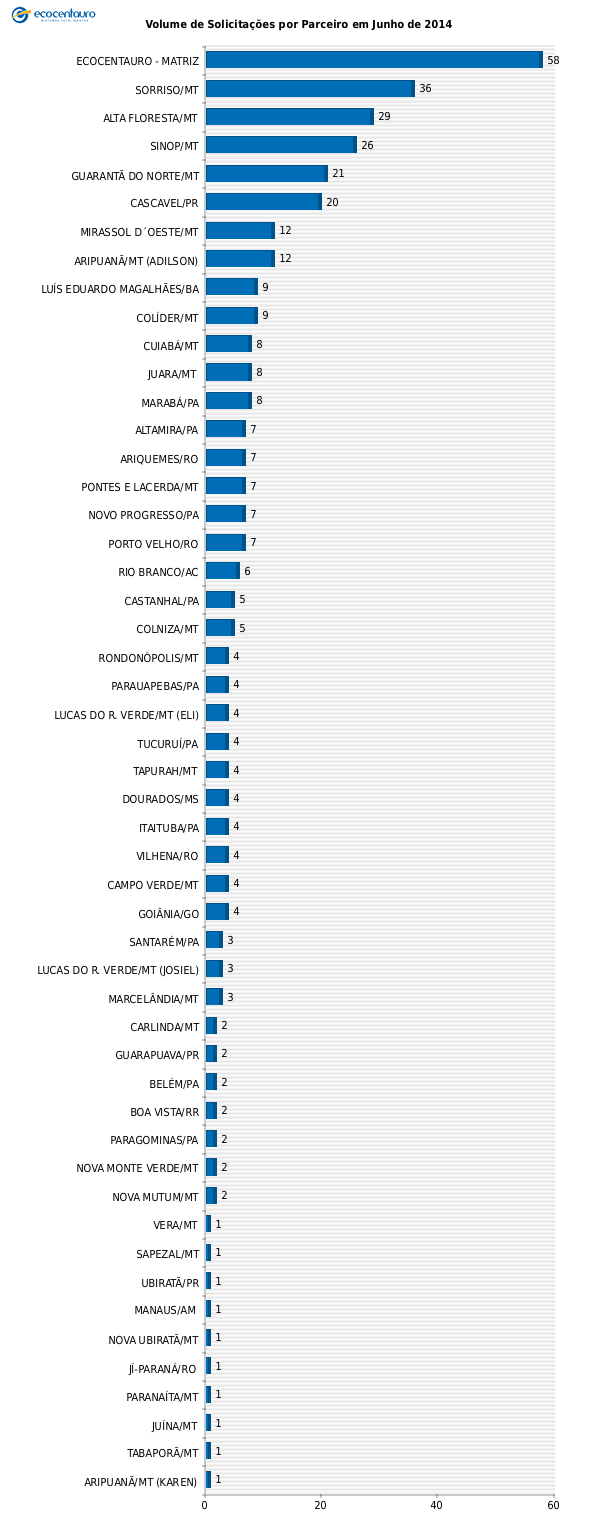 ecocentauro
Volume de Solicitações por Parceiro em Junho de 2014
ECOCENTAURO - MATRIZ 58
SORRISO/MT 36
ALTA FLORESTA/MT 29
SINOP/MT 26
GUARANTÃ DO NORTE/MT 21
CASCAVEL/PR 20
MIRASSOL D´OESTE/MT 12
ARIPUANÃ/MT (ADILSON) 12
LUÍS EDUARDO MAGALHÃES/BA 9
COLÍDER/MT 9
CUIABÁ/MT 8
JUARA/MT 8
MARABÁ/PA 8
ALTAMIRA/PA 7
ARIQUEMES/RO 7
PONTES E LACERDA/MT 7
NOVO PROGRESSO/PA 7
PORTO VELHO/RO 7
RIO BRANCO/AC 6
CASTANHAL/PA 5
COLNIZA/MT 5
RONDONÓPOLIS/MT 4
PARAUAPEBAS/PA 4
LUCAS DO R. VERDE/MT (ELI) 4
TUCURUÍ/PA 4
TAPURAH/MT 4
DOURADOS/MS 4
ITAITUBA/PA 4
VILHENA/RO 4
CAMPO VERDE/MT 4
GOIÂNIA/GO 4
SANTARÉM/PA 3
LUCAS DO R. VERDE/MT (JOSIEL) 3
MARCELÂNDIA/MT 3
CARLINDA/MT 2
GUARAPUAVA/PR 2
BELÉM/PA 2
BOA VISTA/RR 2
PARAGOMINAS/PA 2
NOVA MONTE VERDE/MT 2
NOVA MUTUM/MT 2
VERA/MT 1
SAPEZAL/MT 1
UBIRATÃ/PR 1
MANAUS/AM 1
NOVA UBIRATÃ/MT 1
JÍ-PARANÁ/RO 1
PARANAÍTA/MT 1
JUÍNA/MT 1
TABAPORÃ/MT 1
ARIPUANÃ/MT (KAREN) 1
0 20 40 60